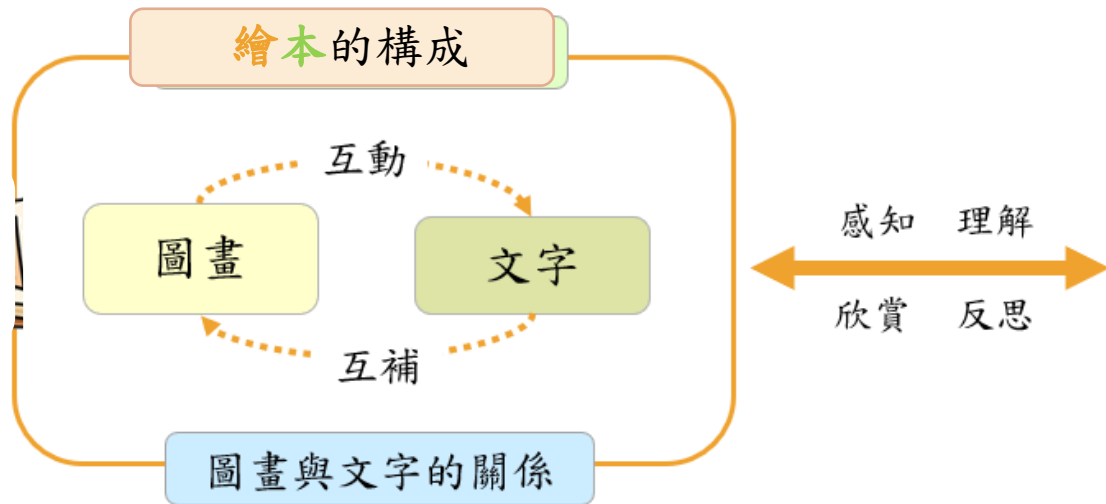 繪本的構成
互動
圖畫
文字
互補
圖畫與文字的關係
感知 理解
欣賞 反思